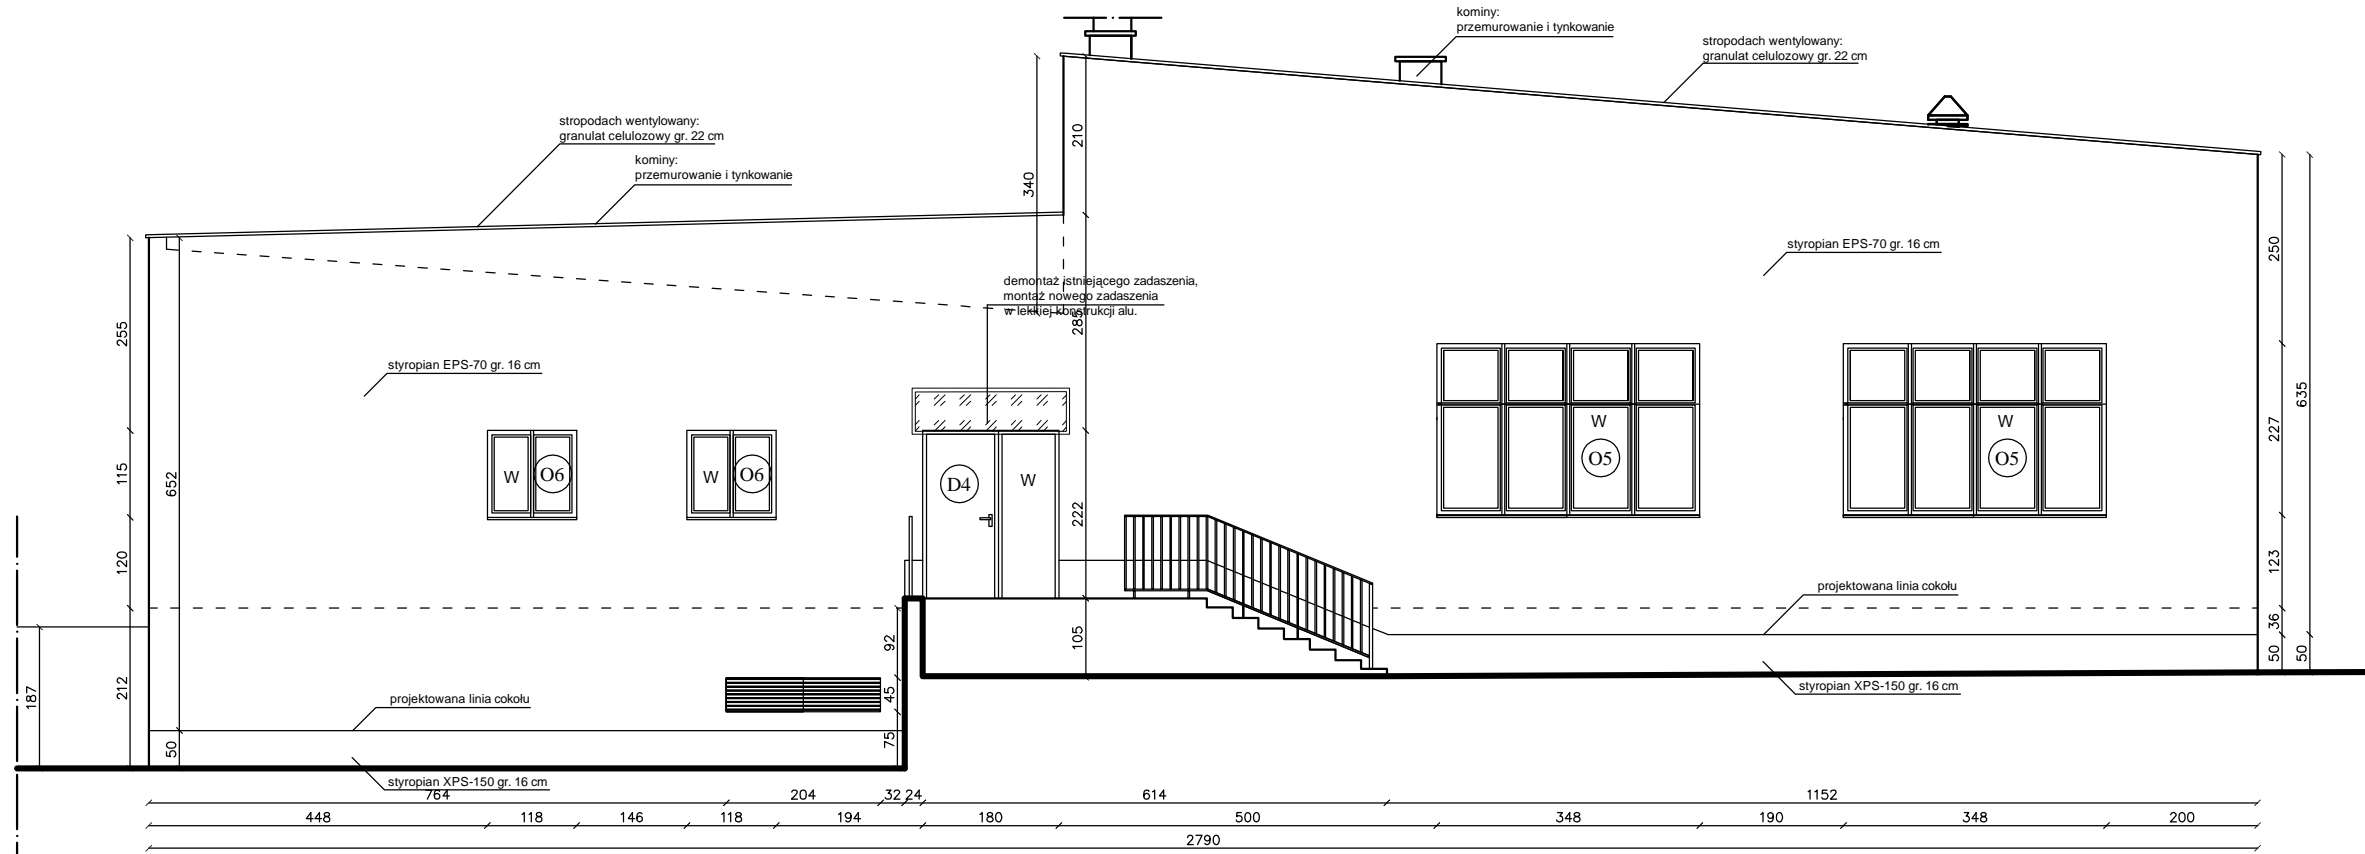 kominy:
przemurowanie i tynkowanie
stropodach wentylowany:
granulat celulozowy gr. 22 cm
stropodach wentylowany:
granulat celulozowy gr. 22 cm
kominy:
przemurowanie i tynkowanie
210
340
250
635
styropian EPS-70 gr. 16 cm
demontaż istniejącego zadaszenia,
montaż nowego zadaszenia
w lekkiej konstrukcji alu.
285
255
styropian EPS-70 gr. 16 cm
W
O5
W
O5
227
115
652
W
O6
W
O6
D4
W
222
120
123
projektowana linia cokołu
36
50
50
92
105
187
212
45
75
50
projektowana linia cokołu
styropian XPS-150 gr. 16 cm
styropian XPS-150 gr. 16 cm
764
204
32
24
614
1152
448
118
146
118
194
180
500
348
190
348
200
2790